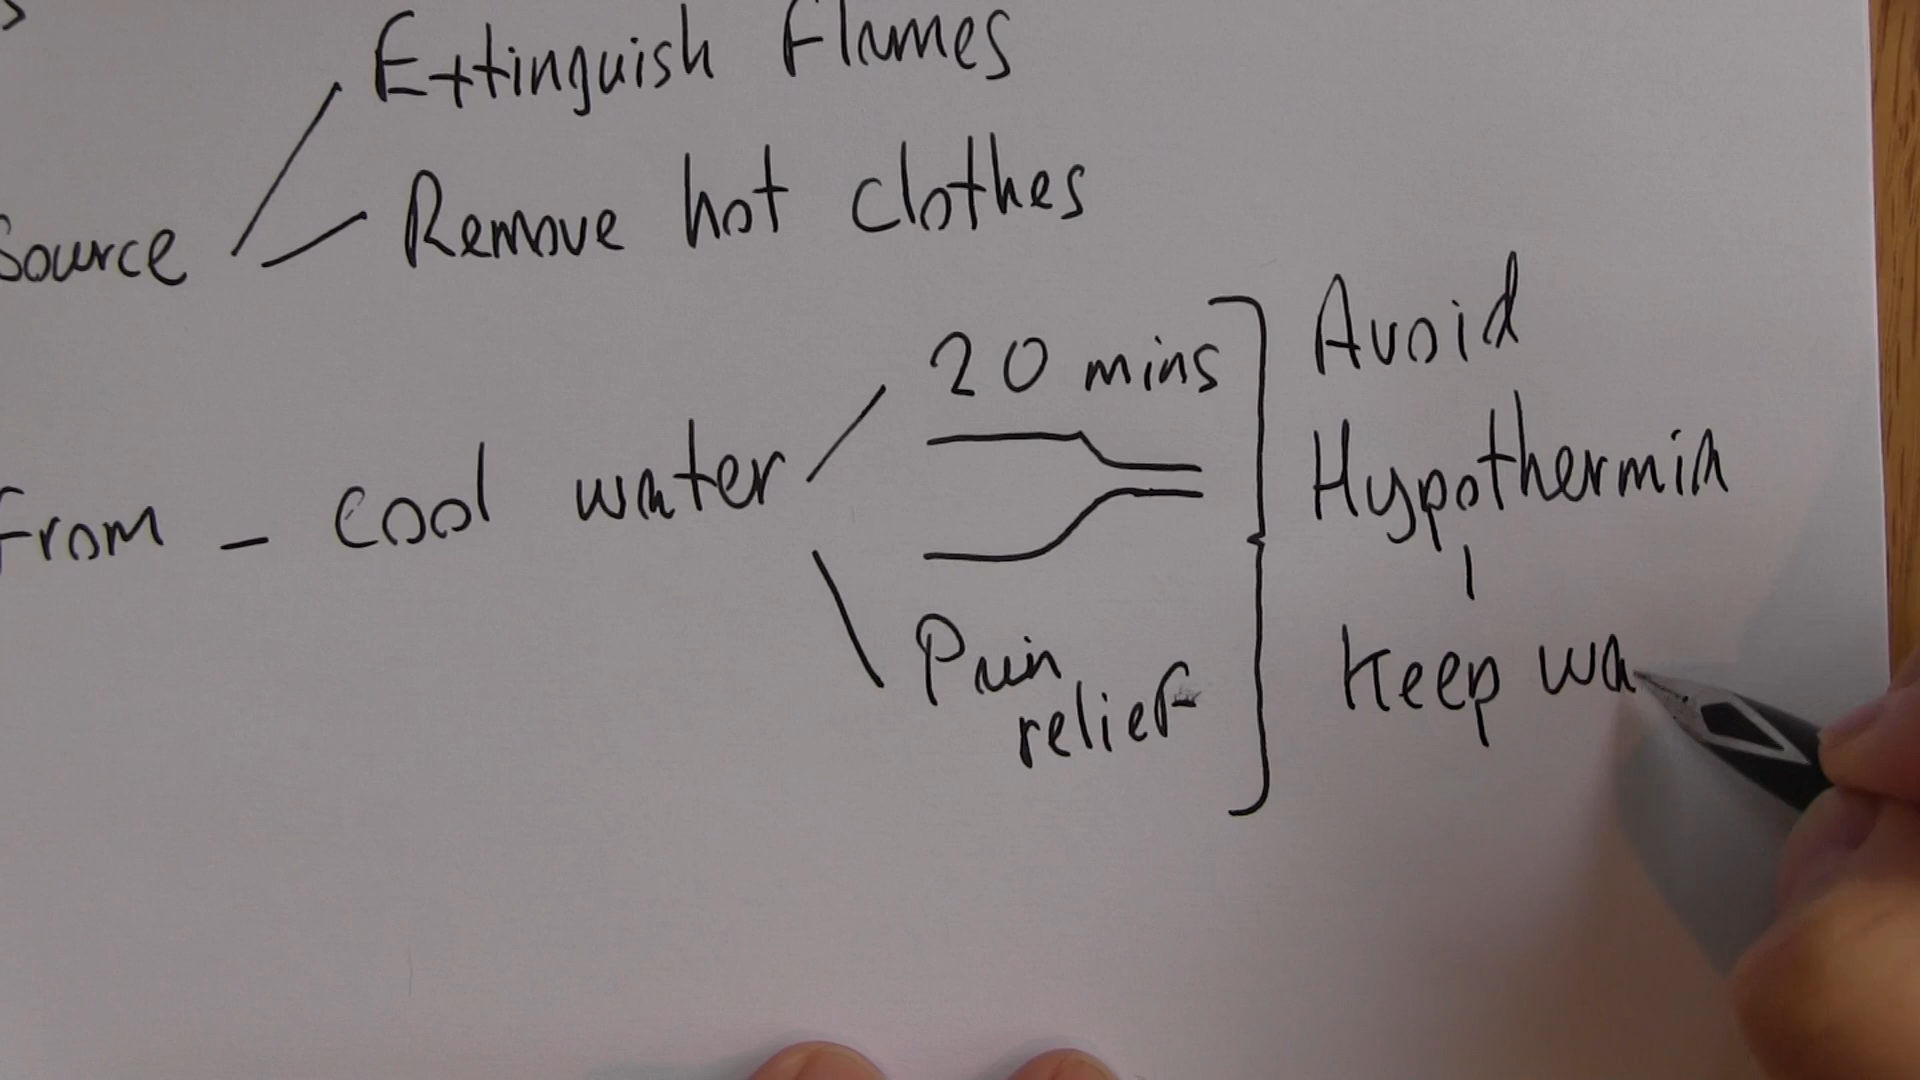 Extinguish Flames
Source / Remove hot clothes
20 mins
From - cool water
Pain
relief
Avoid
Hypothermia
Keep wa